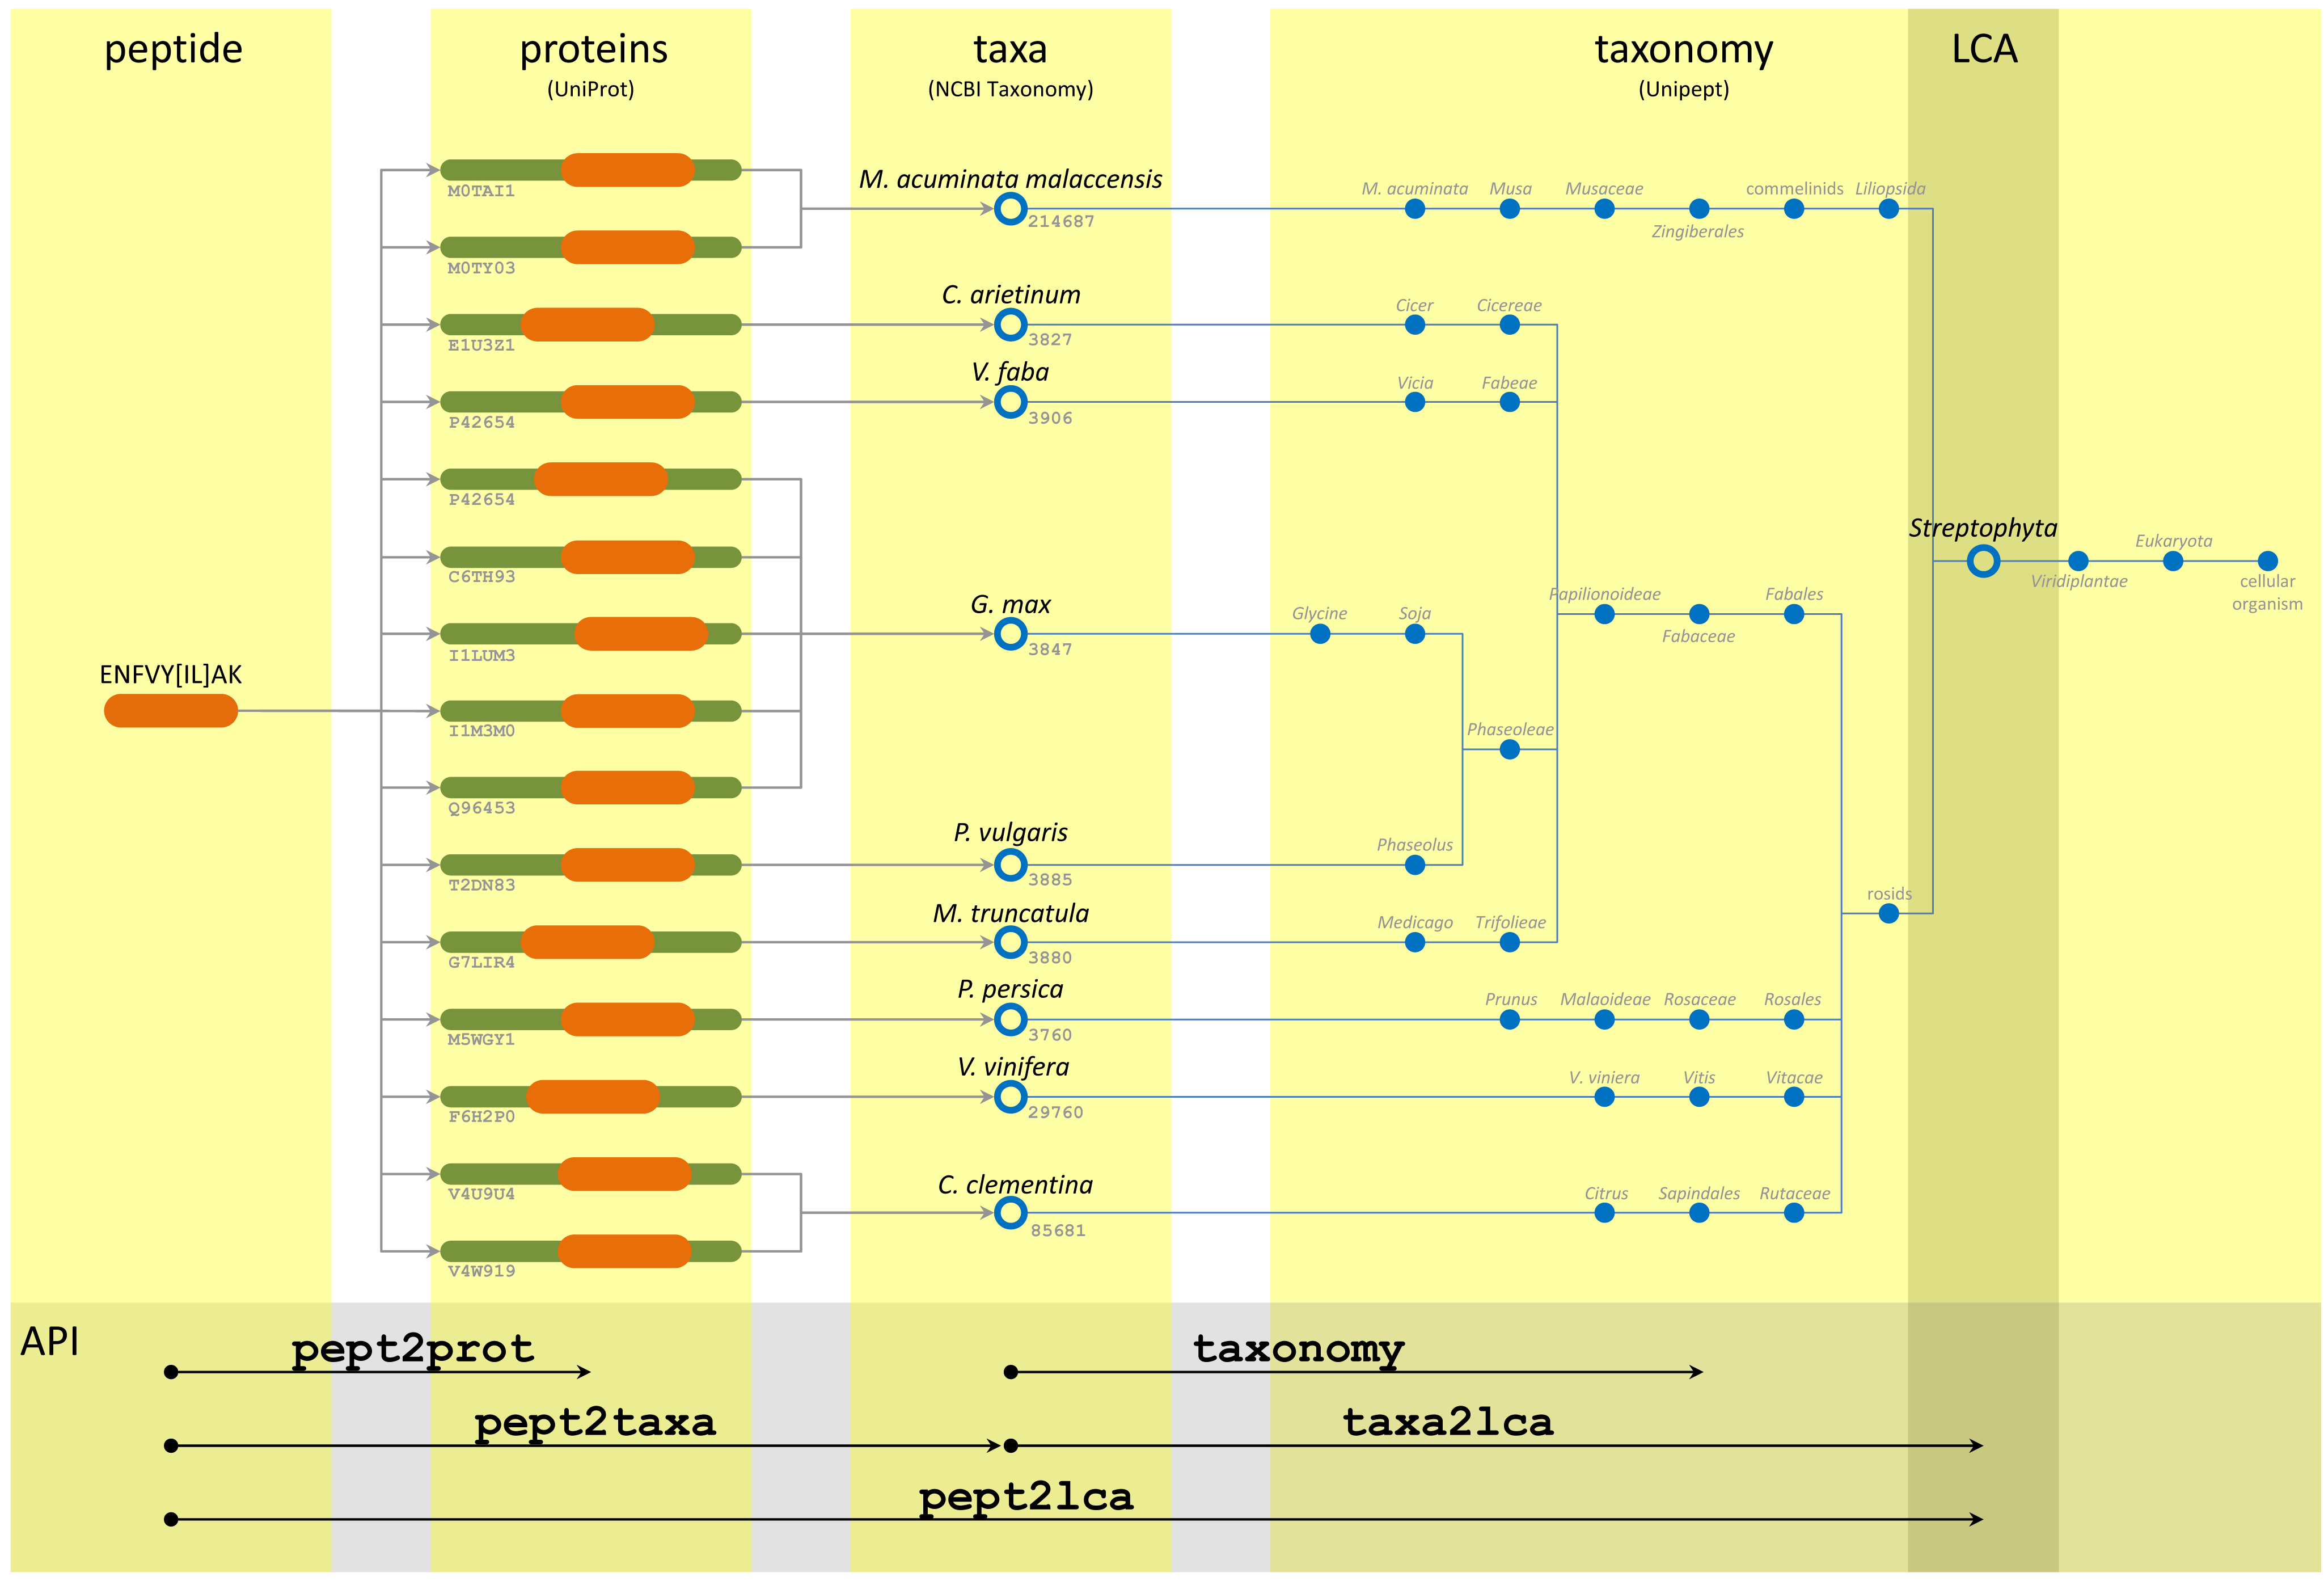 peptide
proteins
(UniProt)
taxa
(NCBI Taxonomy)
taxonomy
(Unipept)
LCA
ENFVY[IL]AK
M0TAI1
M0TY03
E1U3Z1
P42654
P42654
C6TH93
I1LUM3
I1M3M0
Q96453
T2DN83
G7LIR4
M5WGY1
F6H2P0
V4U9U4
V4W919
M. acuminata malaccensis
214687
C. arietinum
3827
V. faba
3906
G. max
3847
P. vulgaris
3885
M. truncatula
3880
P. persica
3760
V. vinifera
29760
C. clementina
85681
M. acuminata Musa Musaceae Zingiberales commelinids Liliopsida
Cicer Cicereae
Vicia Fabeae
Glycine Soja
Phaseoleae
Phaseolus
Medicago Trifolieae
Papilionoideae Fabaceae Fabales
Prunus Malaoideae Rosaceae Rosales
V. viniera Vitis Vitacae
Citrus Sapindales Rutaceae
rosids
Streptophyta
Viridiplantae
Eukaryota
cellular
organism
API
pept2prot
taxonomy
pept2taxa
taxa2lca
pept2lca